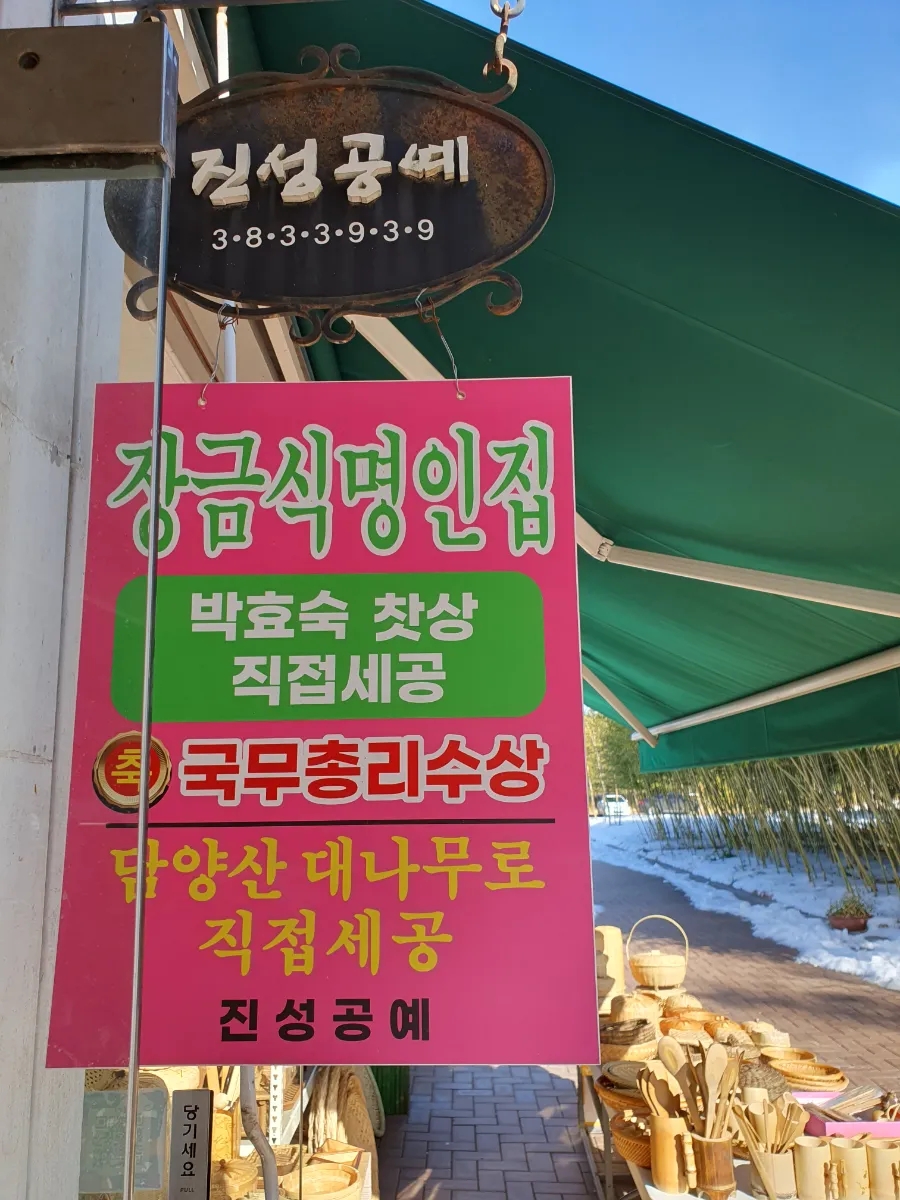 진성공예
3·8·3·3·9·3·9
장금식명인집
박효숙 찻상
직접세공
축 국무총리수상
담양산 대나무로
직접세공
진성공예
당기세요
PULL